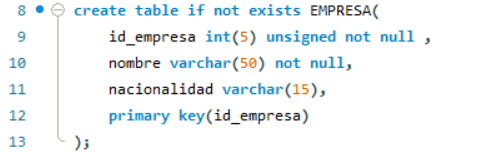 8 create table if not exists EMPRESA(
9 id_empresa int(5) unsigned not null ,
10 nombre varchar(50) not null,
11 nacionalidad varchar(15),
12 primary key(id_empresa)
13 );